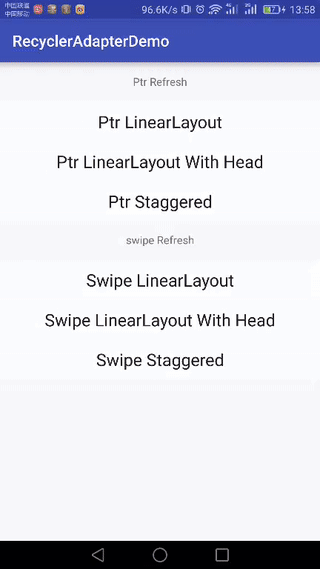 中国联通
中国移动
96.6K/s 13:58
RecyclerAdapterDemo
Ptr Refresh
Ptr LinearLayout
Ptr LinearLayout With Head
Ptr Staggered
swipe Refresh
Swipe LinearLayout
Swipe LinearLayout With Head
Swipe Staggered